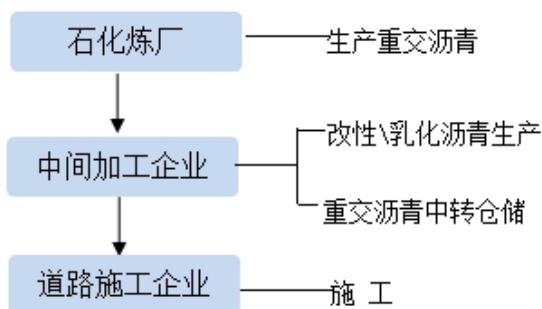 石化炼厂
生产重交沥青
中间加工企业
改性\乳化沥青生产
重交沥青中转仓储
道路施工企业
施 工